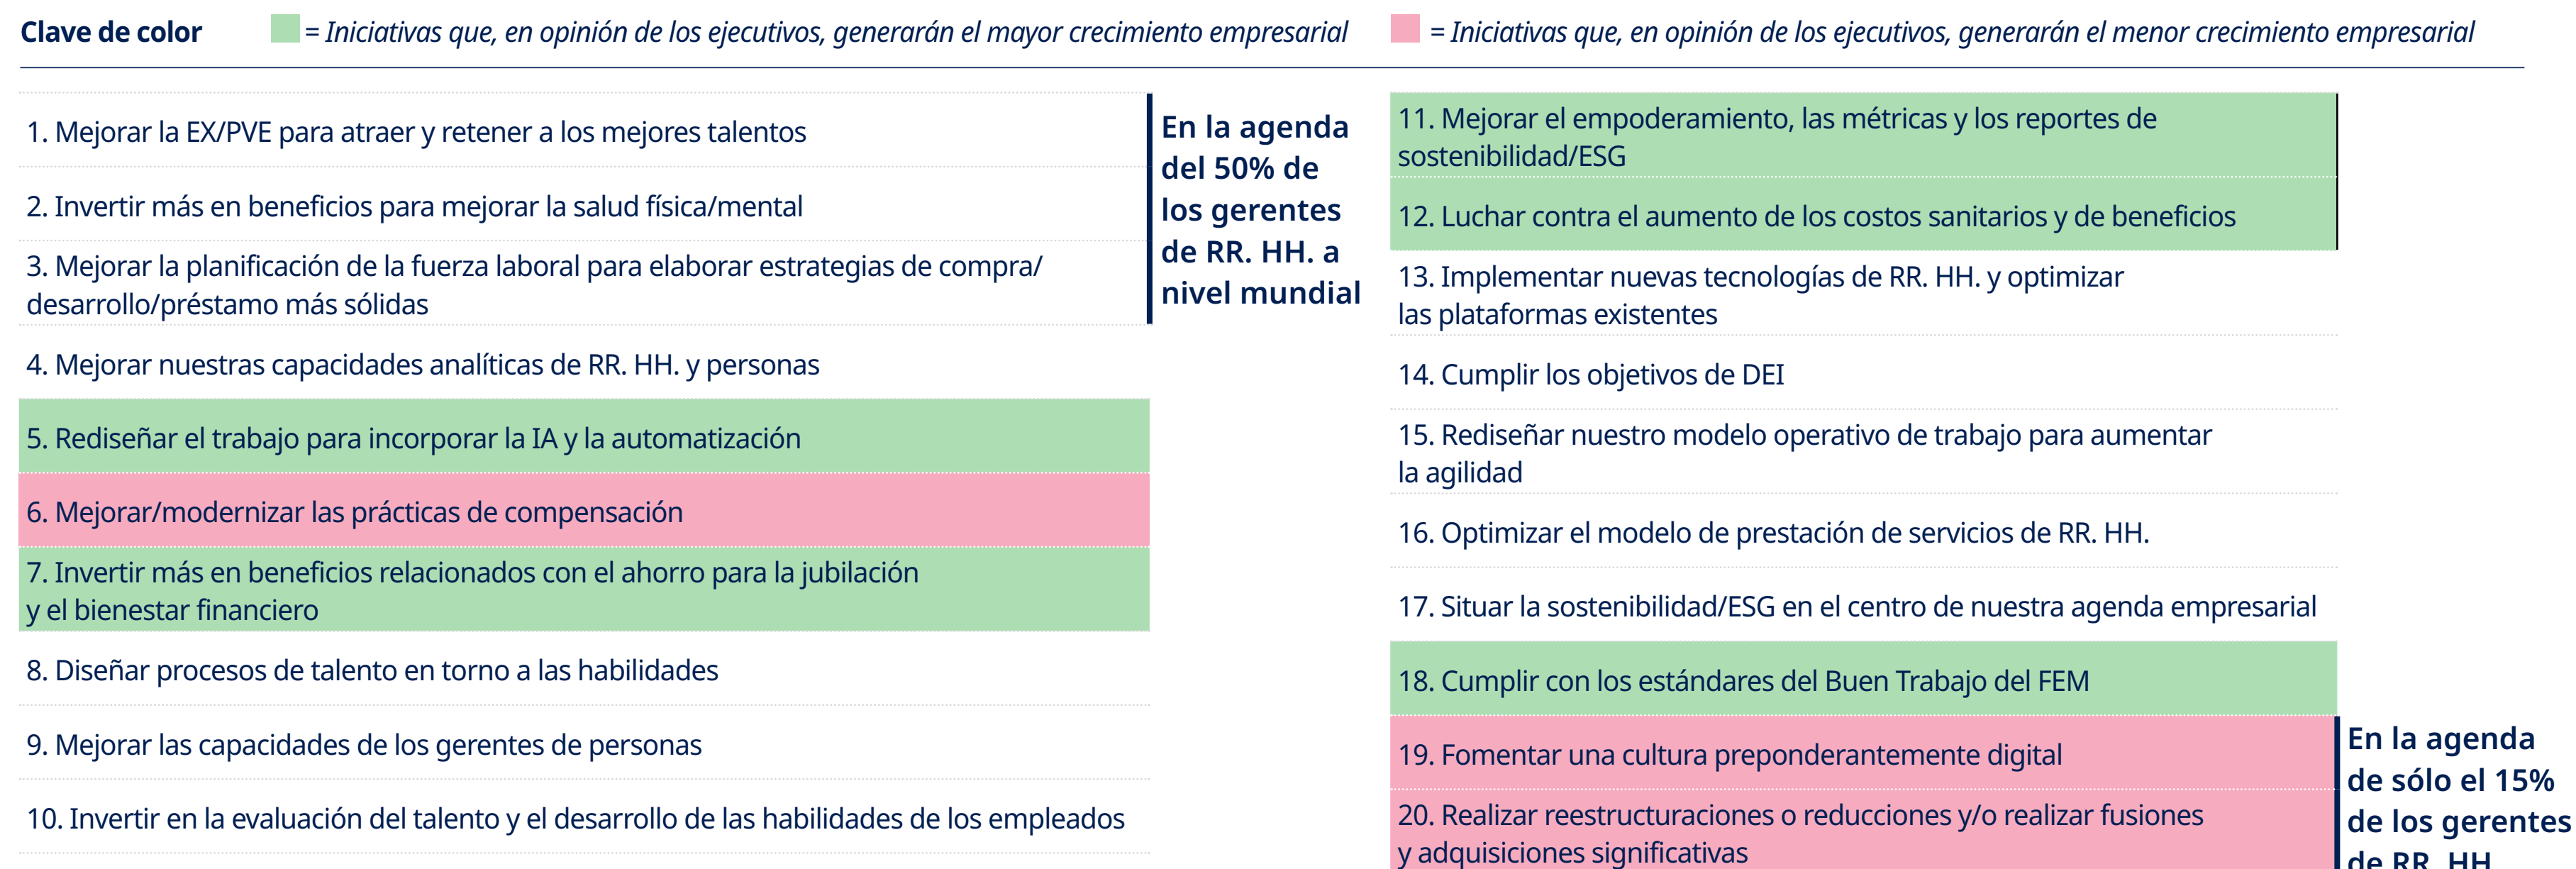 Clave de color
= Iniciativas que, en opinión de los ejecutivos, generarán el mayor crecimiento empresarial
= Iniciativas que, en opinión de los ejecutivos, generarán el menor crecimiento empresarial
1. Mejorar la EX/PVE para atraer y retener a los mejores talentos
2. Invertir más en beneficios para mejorar la salud física/mental
3. Mejorar la planificación de la fuerza laboral para elaborar estrategias de compra/
desarrollo/préstamo más sólidas
En la agenda
del 50% de
los gerentes
de RR. HH. a
nivel mundial
4. Mejorar nuestras capacidades analíticas de RR. HH. y personas
5. Rediseñar el trabajo para incorporar la IA y la automatización
6. Mejorar/modernizar las prácticas de compensación
7. Invertir más en beneficios relacionados con el ahorro para la jubilación
y el bienestar financiero
8. Diseñar procesos de talento en torno a las habilidades
9. Mejorar las capacidades de los gerentes de personas
10. Invertir en la evaluación del talento y el desarrollo de las habilidades de los empleados
11. Mejorar el empoderamiento, las métricas y los reportes de
sostenibilidad/ESG
12. Luchar contra el aumento de los costos sanitarios y de beneficios
13. Implementar nuevas tecnologías de RR. HH. y optimizar
las plataformas existentes
14. Cumplir los objetivos de DEI
15. Rediseñar nuestro modelo operativo de trabajo para aumentar
la agilidad
16. Optimizar el modelo de prestación de servicios de RR. HH.
17. Situar la sostenibilidad/ESG en el centro de nuestra agenda empresarial
18. Cumplir con los estándares del Buen Trabajo del FEM
19. Fomentar una cultura preponderantemente digital
20. Realizar reestructuraciones o reducciones y/o realizar fusiones
y adquisiciones significativas
En la agenda
de sólo el 15%
de los gerentes
de RR. HH.